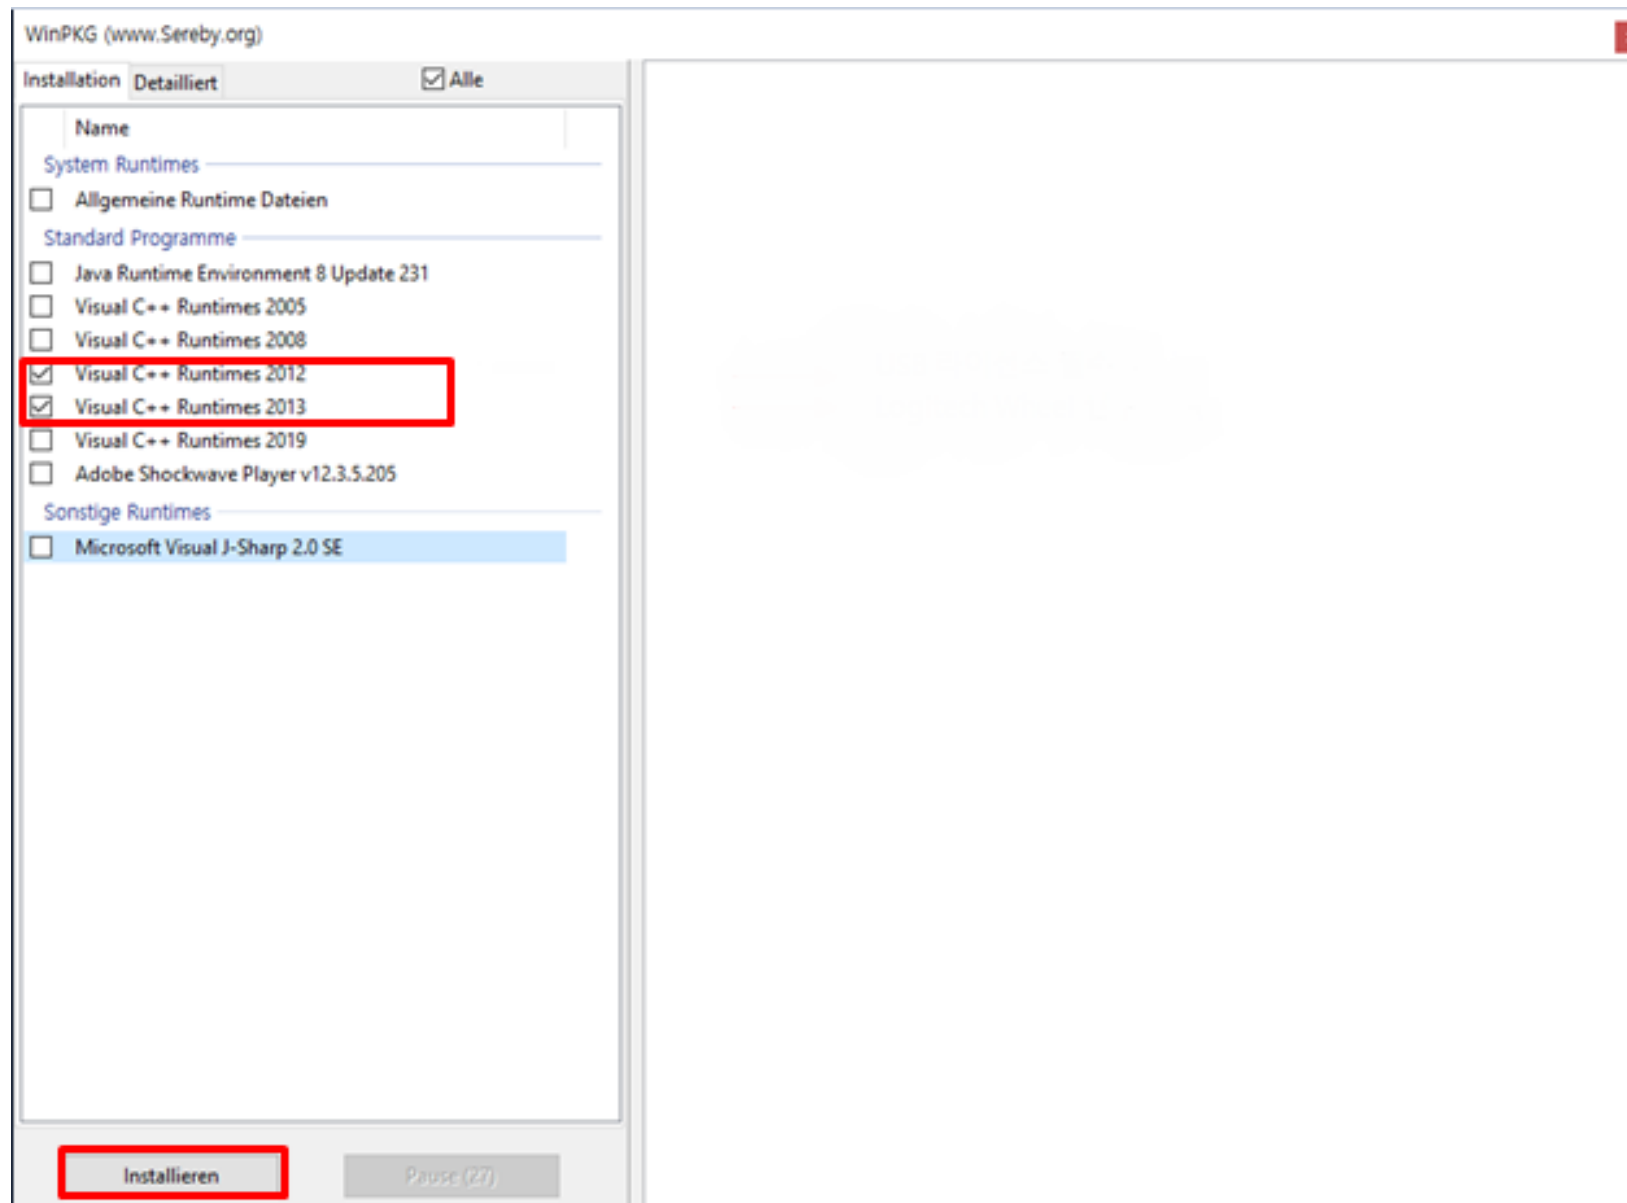 WinPKG (www.Sereby.org)
Installation Detailliert Alle
Name
System Runtimes
Allgemeine Runtime Dateien
Standard Programme
Java Runtime Environment 8 Update 231
Visual C++ Runtimes 2005
Visual C++ Runtimes 2008
Visual C++ Runtimes 2012
Visual C++ Runtimes 2013
Visual C++ Runtimes 2019
Adobe Shockwave Player v12.3.5.205
Sonstige Runtimes
Microsoft Visual J-Sharp 2.0 SE
Installieren Pause (27)